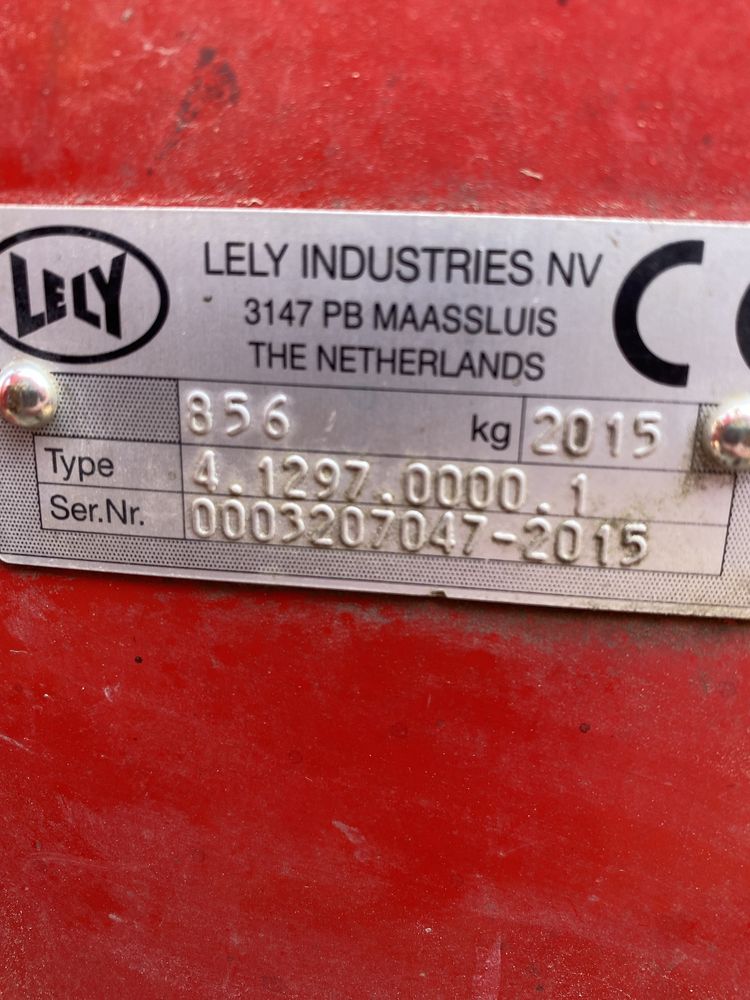 LELY
LELY INDUSTRIES NV
3147 PB MAASSLUIS
THE NETHERLANDS
CE
856 kg 2015
Type 4.1297.0000.1
Ser.Nr. 0003207047-2015